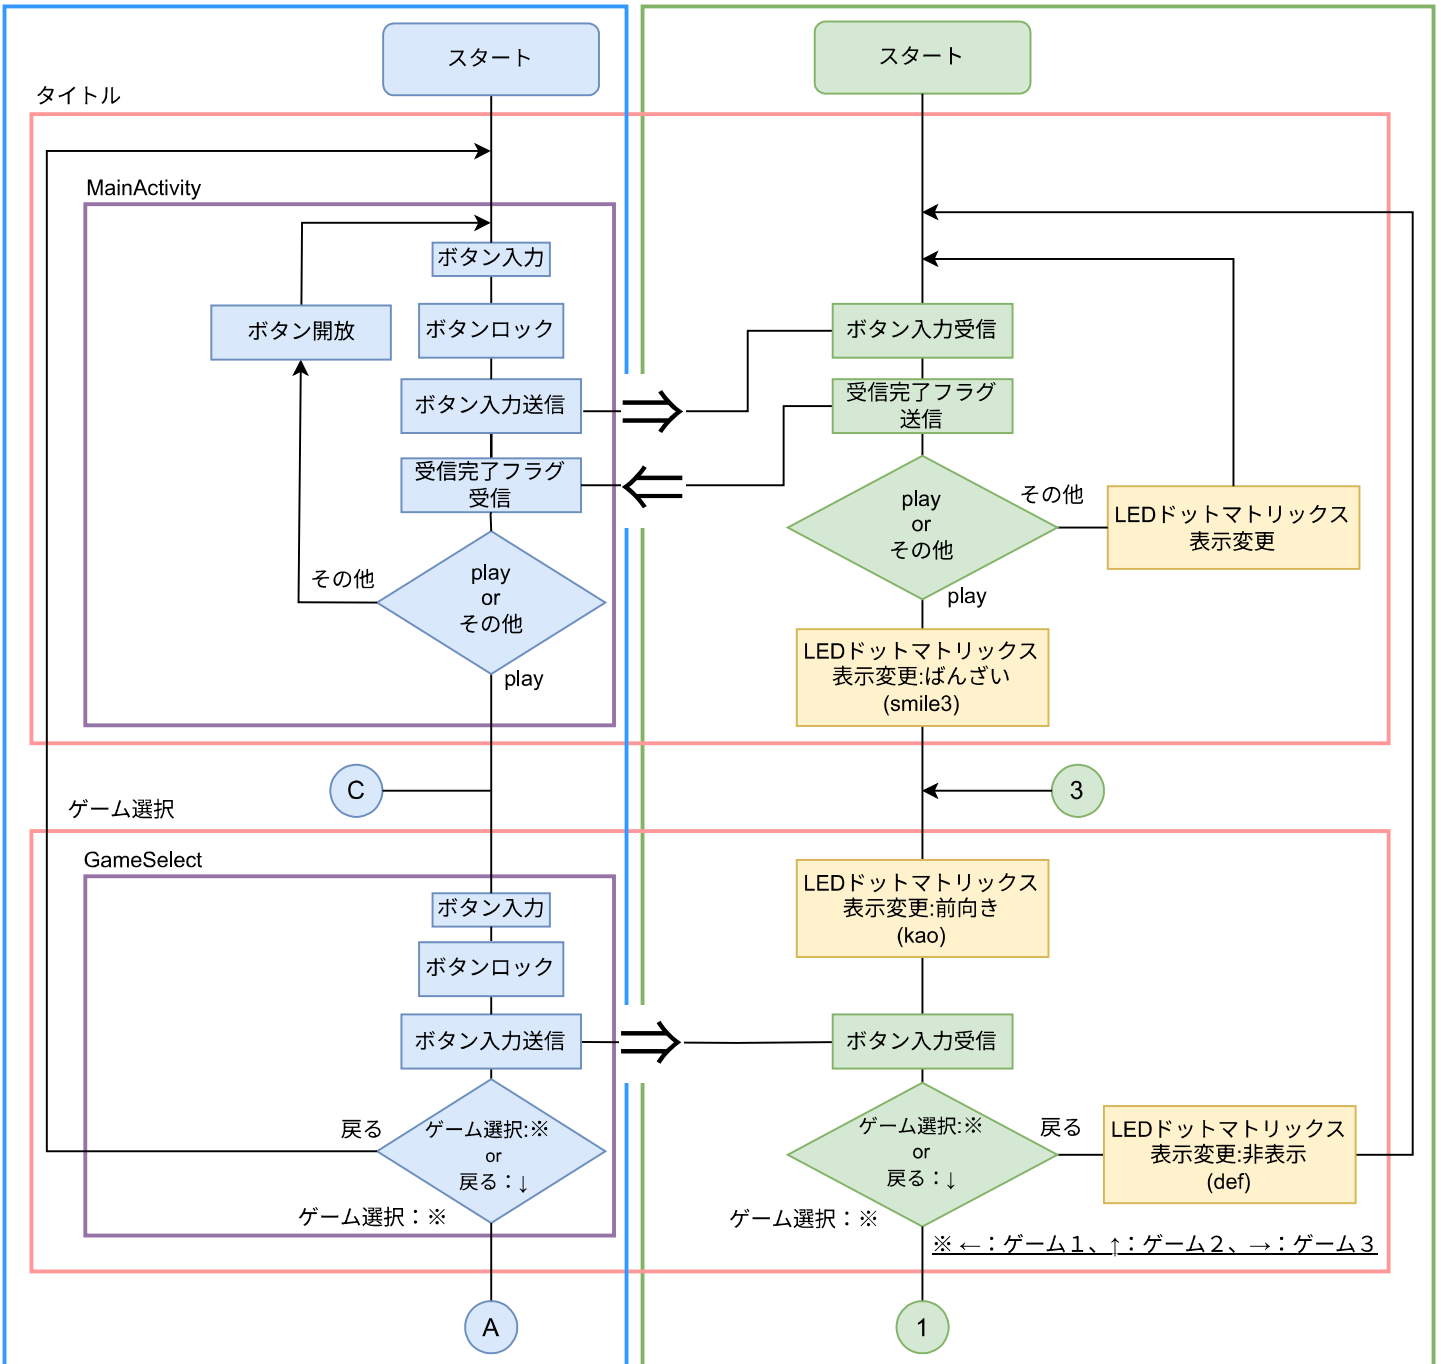 スタート
スタート
タイトル
MainActivity
ボタン入力
ボタン開放
ボタンロック
ボタン入力受信
ボタン入力送信
受信完了フラグ
送信
受信完了フラグ
受信
play
or
その他
その他
LEDドットマトリックス
表示変更
その他
play
or
その他
play
play
LEDドットマトリックス
表示変更:ばんざい
(smile3)
C
3
ゲーム選択
GameSelect
LEDドットマトリックス
表示変更:前向き
(kao)
ボタン入力
ボタンロック
ボタン入力送信
ボタン入力受信
戻る
ゲーム選択:※
or
戻る：↓
ゲーム選択：※
ゲーム選択:※
or
戻る：↓
戻る
LEDドットマトリックス
表示変更:非表示
(def)
ゲーム選択：※
※ ←：ゲーム１、↑：ゲーム２、→：ゲーム３
A
1